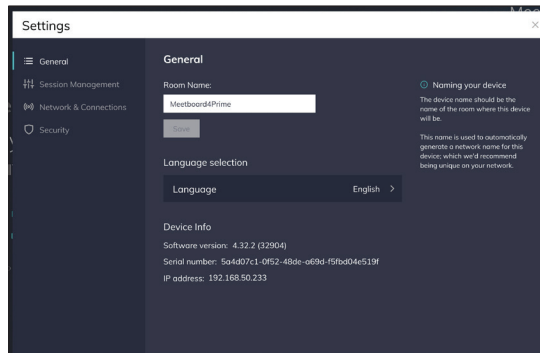 Settings
General
Session Management
Network & Connections
Security
General
Room Name:
Meetboard4Prime
Send
Language selection
Language
English
Device Info
Software version: 4.32.2 (32904)
Serial number: 5a4d07c1-0f52-48de-a69d-f5fbd04e519f
IP address: 192.168.50.233
Naming your device
The device name should be the
name of the room where this device
will be.
This name is used to automatically
generate a network name for this
device; which we'd recommend
being unique on your network.